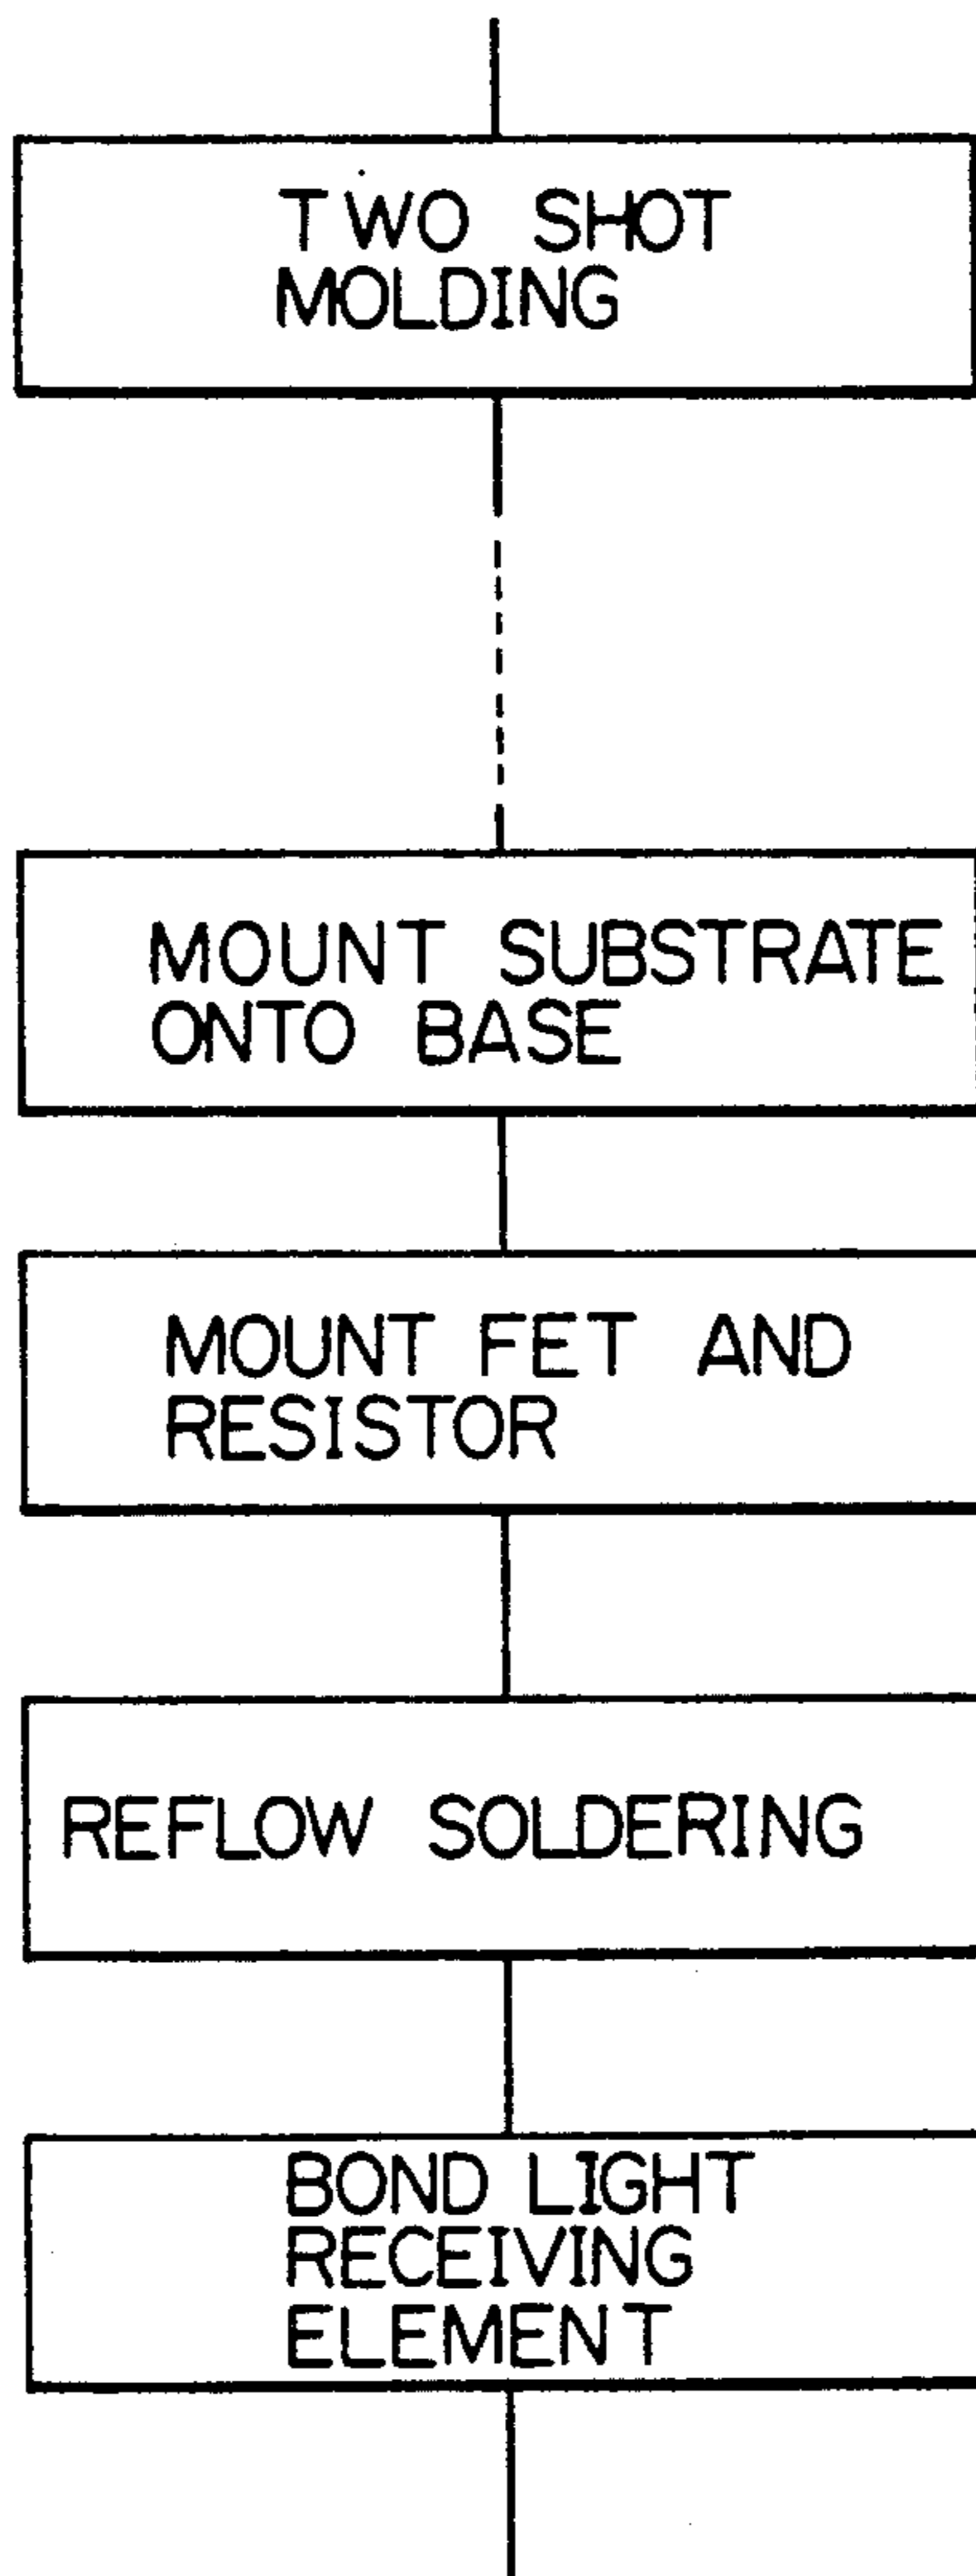 TWO SHOT
MOLDING
MOUNT SUBSTRATE
ONTO BASE
MOUNT FET AND
RESISTOR
REFLOW SOLDERING
BOND LIGHT
RECEIVING
ELEMENT